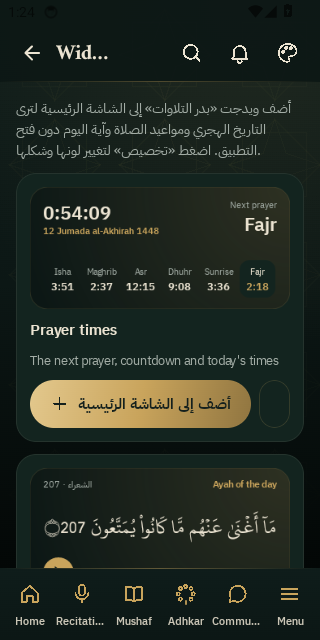 1:24
Wid...
أضف ويدجت «بدر التلاوات» إلى الشاشة الرئيسية لترى
التاريخ الهجري ومواعيد الصلاة وآية اليوم دون فتح
التطبيق. اضغط «تخصيص» لتغيير لونها وشكلها.
Next prayer
0:54:09
Fajr
12 Jumada al-Akhirah 1448
Isha Maghrib Asr Dhuhr Sunrise Fajr
3:51 2:37 12:15 9:08 3:36 2:18
Prayer times
The next prayer, countdown and today's times
أضف إلى الشاشة الرئيسية
الشعراء · 207
Ayah of the day
مَآ أَغْنَىٰ عَنْهُم مَّا كَانُوا۟ يُمَتَّعُونَ 207
Home Recitati... Mushaf Adhkar Commu... Menu